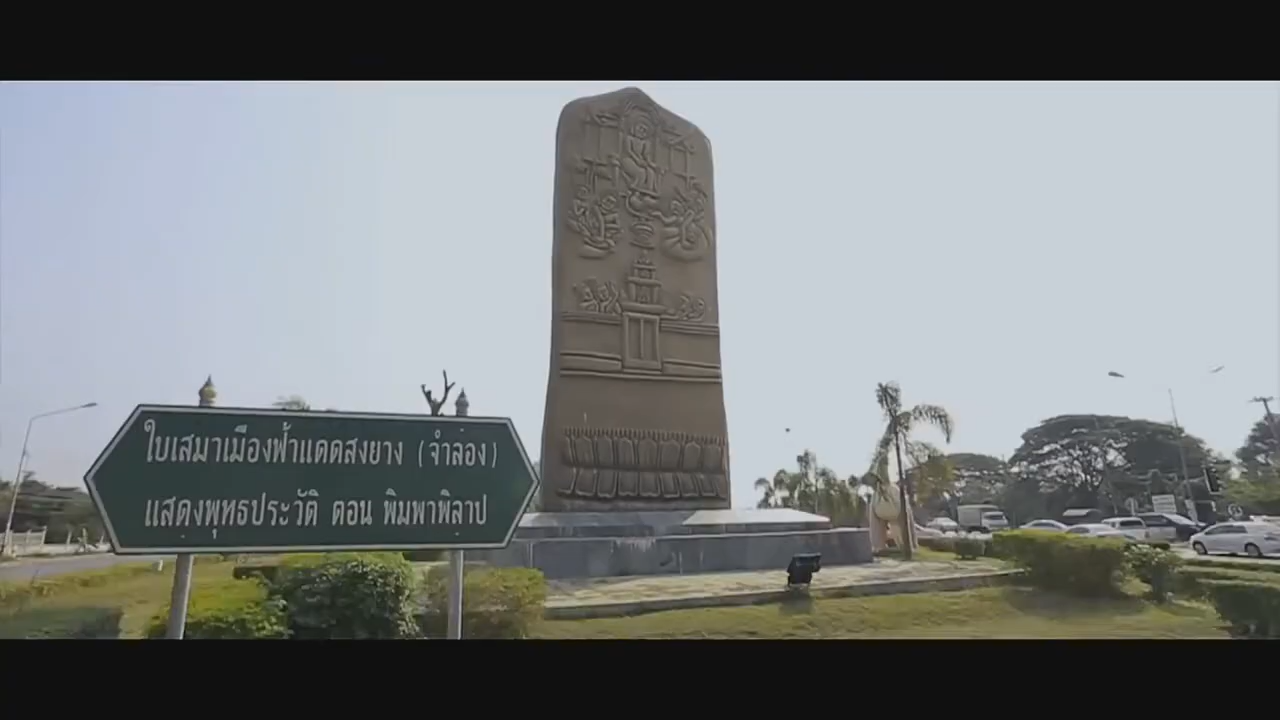 ใบเสมาเมืองฟ้าแดดสงยาง (จำลอง)
แสดงพุทธประวัติ ตอน พิมพาพิลาป